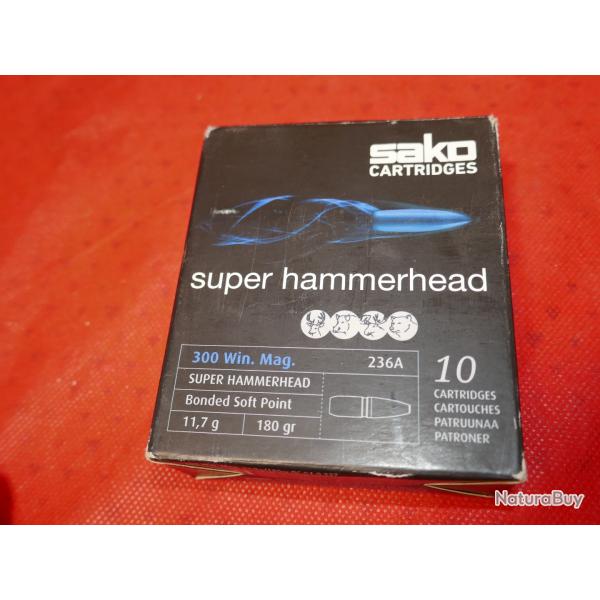 sako
CARTRIDGES
super hammerhead
300 Win. Mag. 236A
SUPER HAMMERHEAD
Bonded Soft Point
11,7 g 180 gr
10
CARTRIDGES
CARTOUCHES
PATRUUNAA
PATRONER
NaturaBuy